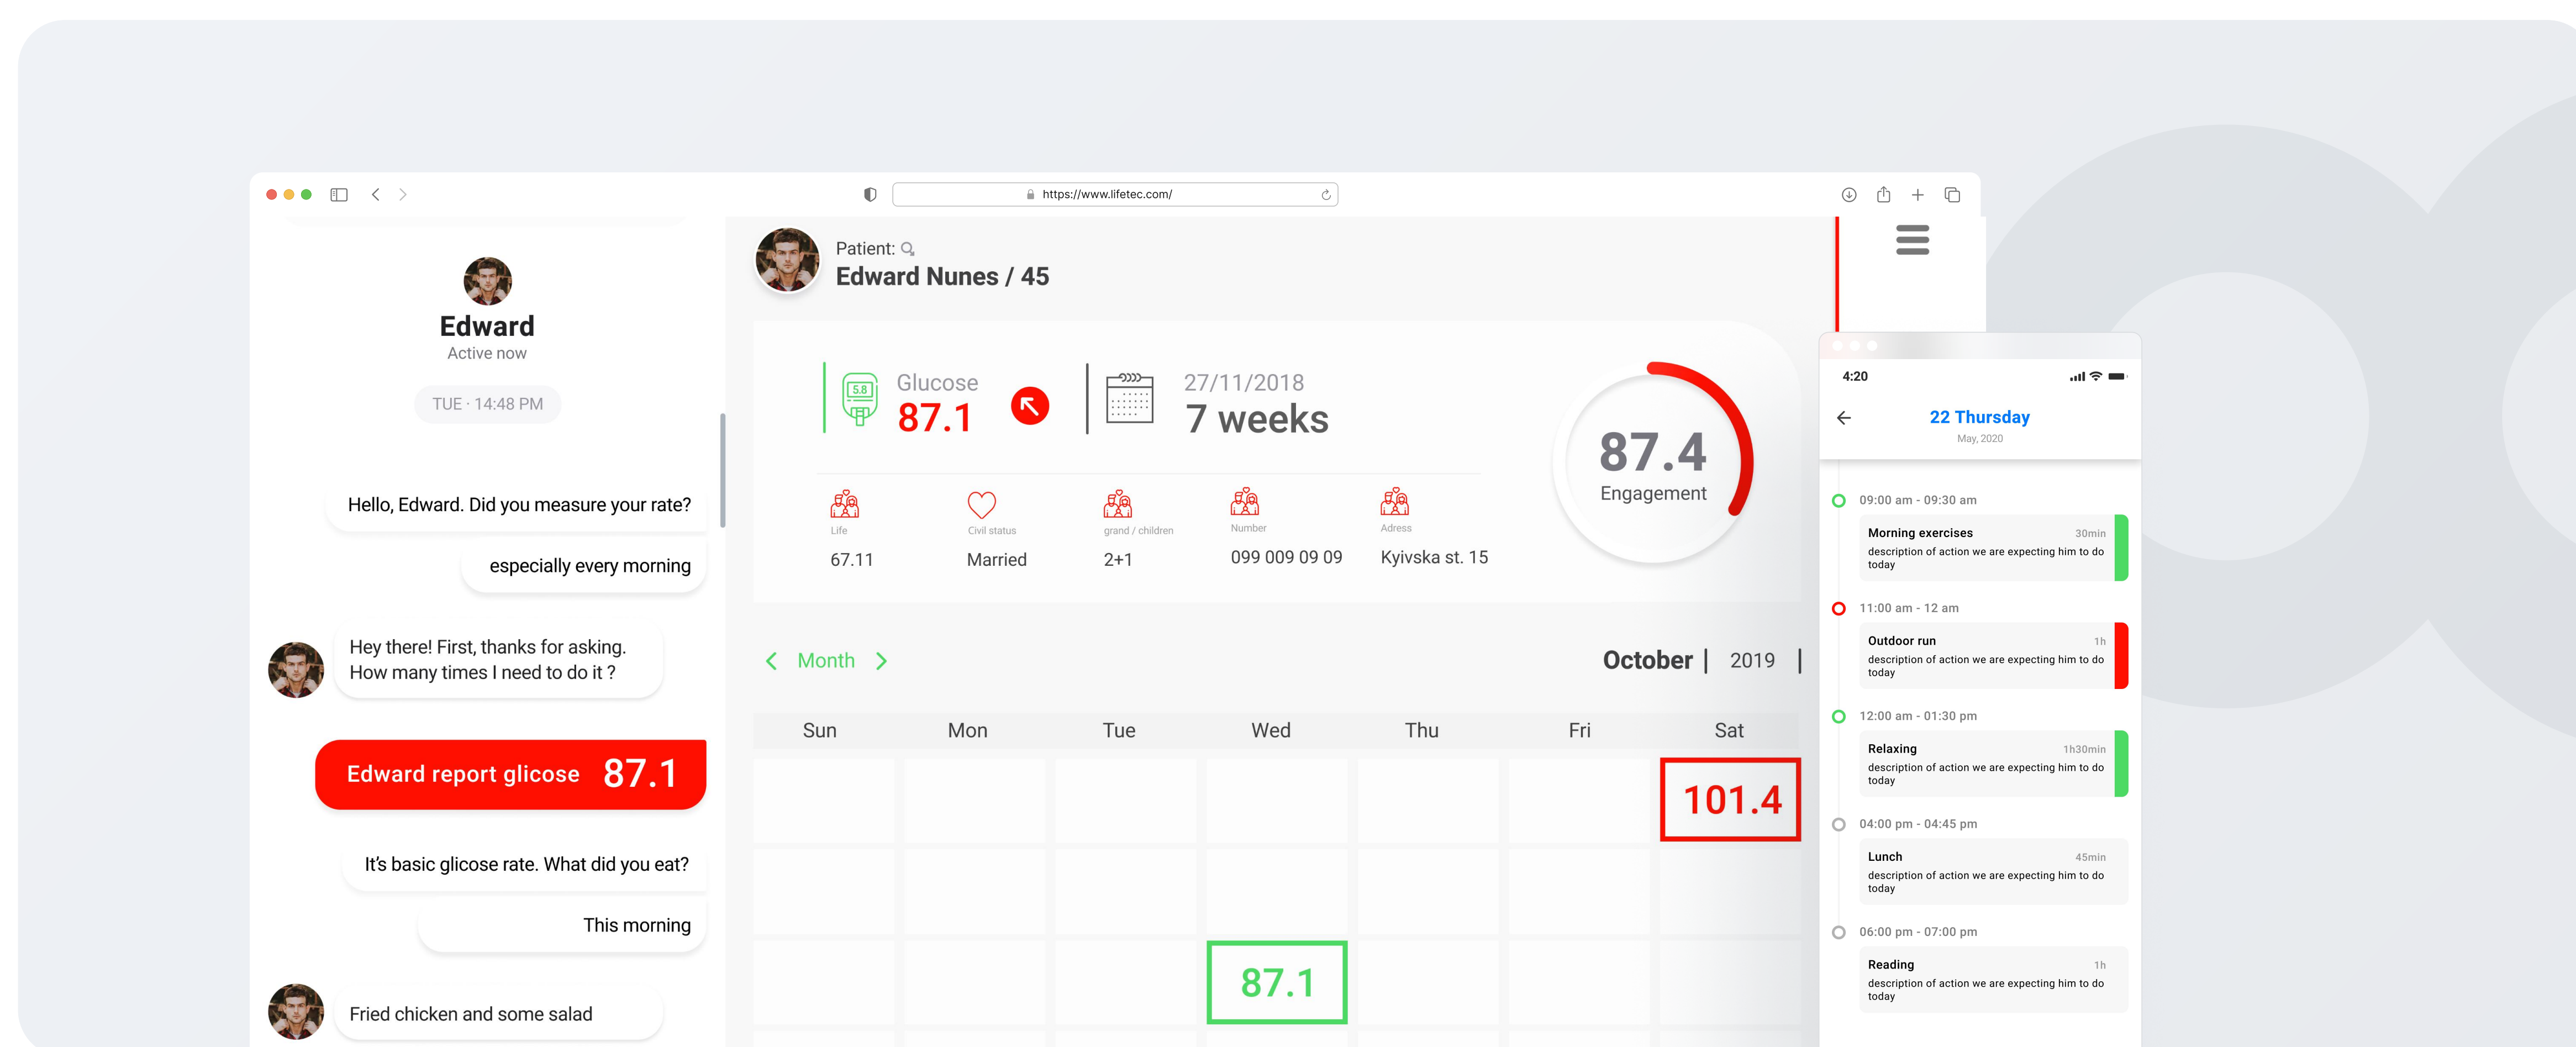 https://www.lifetec.com/
Edward
Active now
TUE · 14:48 PM
Hello, Edward. Did you measure your rate?
especially every morning
Hey there! First, thanks for asking.
How many times I need to do it ?
Edward report glicose 87.1
It’s basic glicose rate. What did you eat?
This morning
Fried chicken and some salad
Patient:
Edward Nunes / 45
5.8
Glucose
87.1
27/11/2018
7 weeks
87.4
Engagement
Life
67.11
Civil status
Married
grand / children
2+1
Number
099 009 09 09
Adress
Kyivska st. 15
Month
October
2019
Sun Mon Tue Wed Thu Fri Sat
101.4
87.1
4:20
22 Thursday
May, 2020
09:00 am - 09:30 am
Morning exercises 30min
description of action we are expecting him to do
today
11:00 am - 12 am
Outdoor run 1h
description of action we are expecting him to do
today
12:00 am - 01:30 pm
Relaxing 1h30min
description of action we are expecting him to do
today
04:00 pm - 04:45 pm
Lunch 45min
description of action we are expecting him to do
today
06:00 pm - 07:00 pm
Reading 1h
description of action we are expecting him to do
today